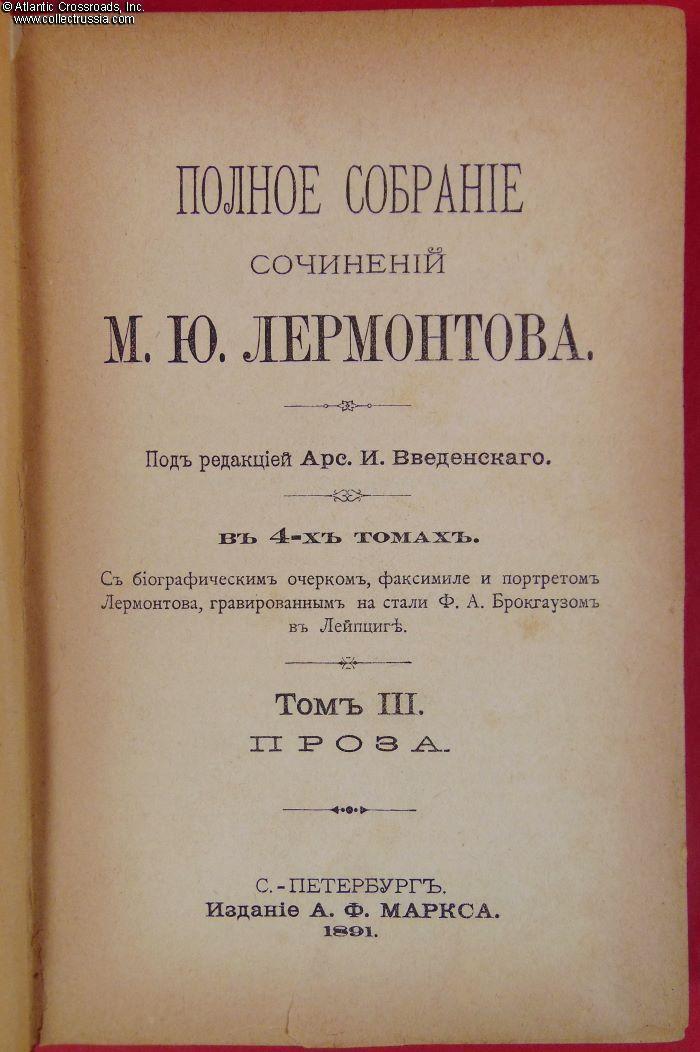 © Atlantic Crossroads, Inc.
www.collectrussia.com
ПОЛНОЕ СОБРАНІЕ
СОЧИНЕНІЙ
М. Ю. ЛЕРМОНТОВА.
Подъ редакціей Арс. И. Введенскаго.
ВЪ 4-ХЪ ТОМАХЪ.
Съ біографическимъ очеркомъ, факсимиле и портретомъ
Лермонтова, гравированнымъ на стали Ф. А. Брокгаузомъ
въ Лейпцигѣ.
Томъ III.
ПРОЗА.
С.-ПЕТЕРБУРГЪ.
Изданіе А. Ф. МАРКСА.
1891.